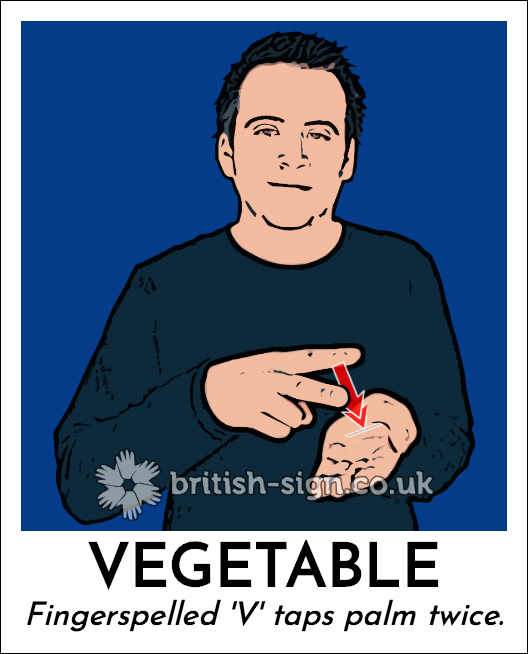 british-sign.co.uk
VEGETABLE
Fingerspelled 'V' taps palm twice.